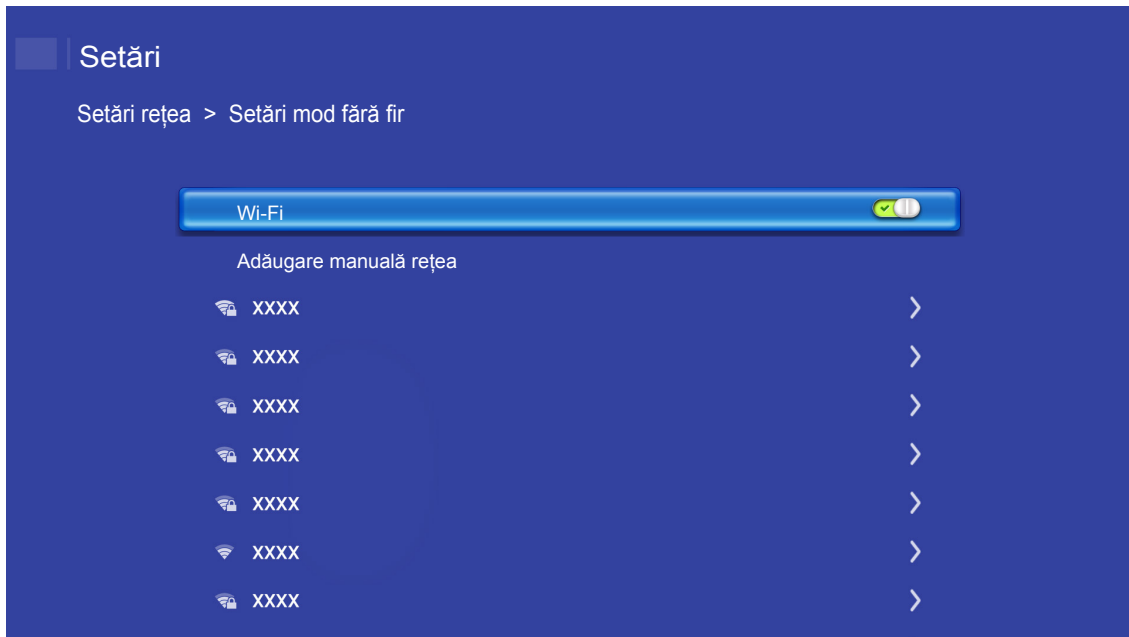 Setări
Setări rețea > Setări mod fără fir
Wi-Fi
Adăugare manuală rețea
XXXX
XXXX
XXXX
XXXX
XXXX
XXXX
XXXX